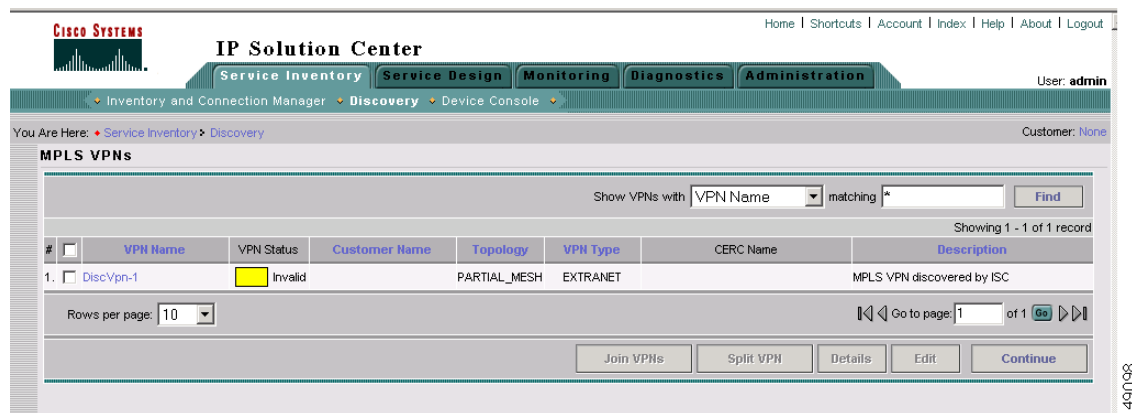 Home | Shortcuts | Account | Index | Help | About | Logout
CISCO SYSTEMS
IP Solution Center
Service Inventory Service Design Monitoring Diagnostics Administration
User: admin
Inventory and Connection Manager Discovery Device Console
You Are Here: Service Inventory Discovery Customer: None
MPLS VPNs
Show VPNs with VPN Name matching * Find
Showing 1 - 1 of 1 record
# VPN Name VPN Status Customer Name Topology VPN Type CERC Name Description
1. DiscVpn-1 Invalid PARTIAL_MESH EXTRANET MPLS VPN discovered by ISC
Rows per page: 10 Go to page: 1 of 1 Go
Join VPNs Split VPN Details Edit Continue